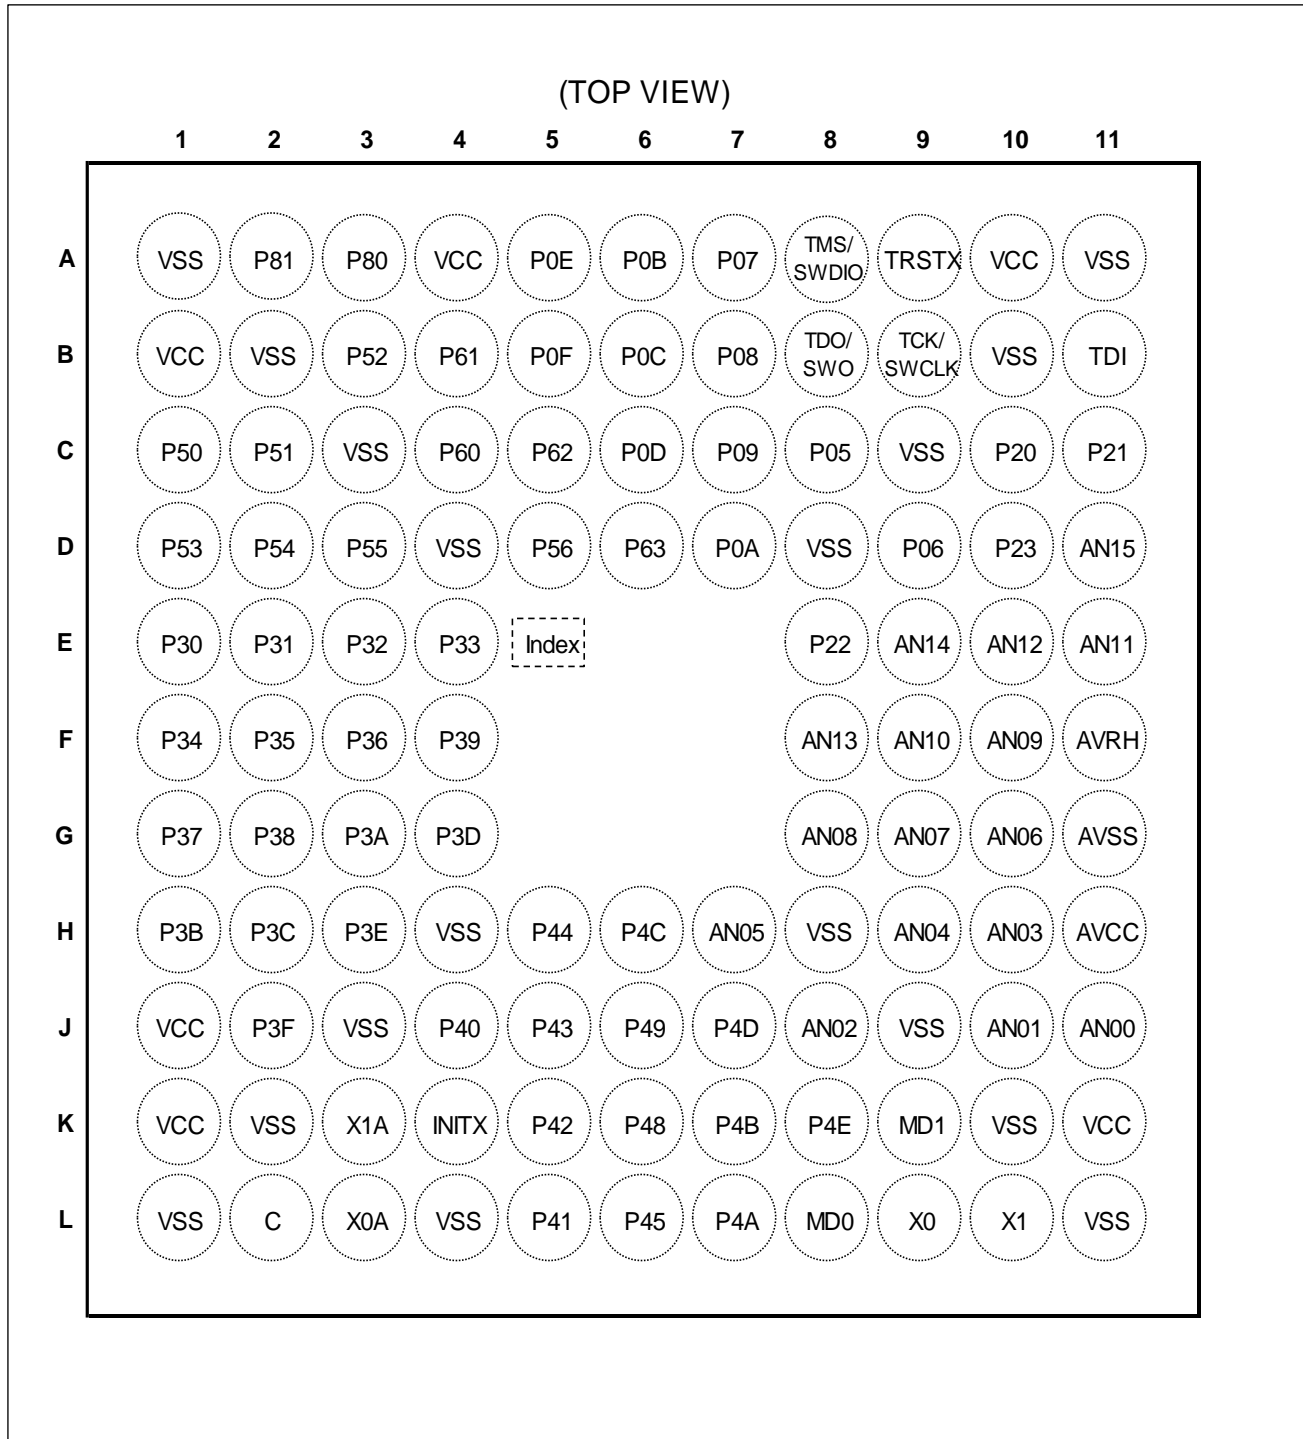 (TOP VIEW)
1 2 3 4 5 6 7 8 9 10 11
A VSS P81 P80 VCC P0E P0B P07 TMS/ SWDIO TRSTX VCC VSS
B VCC VSS P52 P61 P0F P0C P08 TDO/ SWO TCK/ SWCLK VSS TDI
C P50 P51 VSS P60 P62 P0D P09 P05 VSS P20 P21
D P53 P54 P55 VSS P56 P63 P0A VSS P06 P23 AN15
E P30 P31 P32 P33 Index P22 AN14 AN12 AN11
F P34 P35 P36 P39 AN13 AN10 AN09 AVRH
G P37 P38 P3A P3D AN08 AN07 AN06 AVSS
H P3B P3C P3E VSS P44 P4C AN05 VSS AN04 AN03 AVCC
J VCC P3F VSS P40 P43 P49 P4D AN02 VSS AN01 AN00
K VCC VSS X1A INITX P42 P48 P4B P4E MD1 VSS VCC
L VSS C X0A VSS P41 P45 P4A MD0 X0 X1 VSS